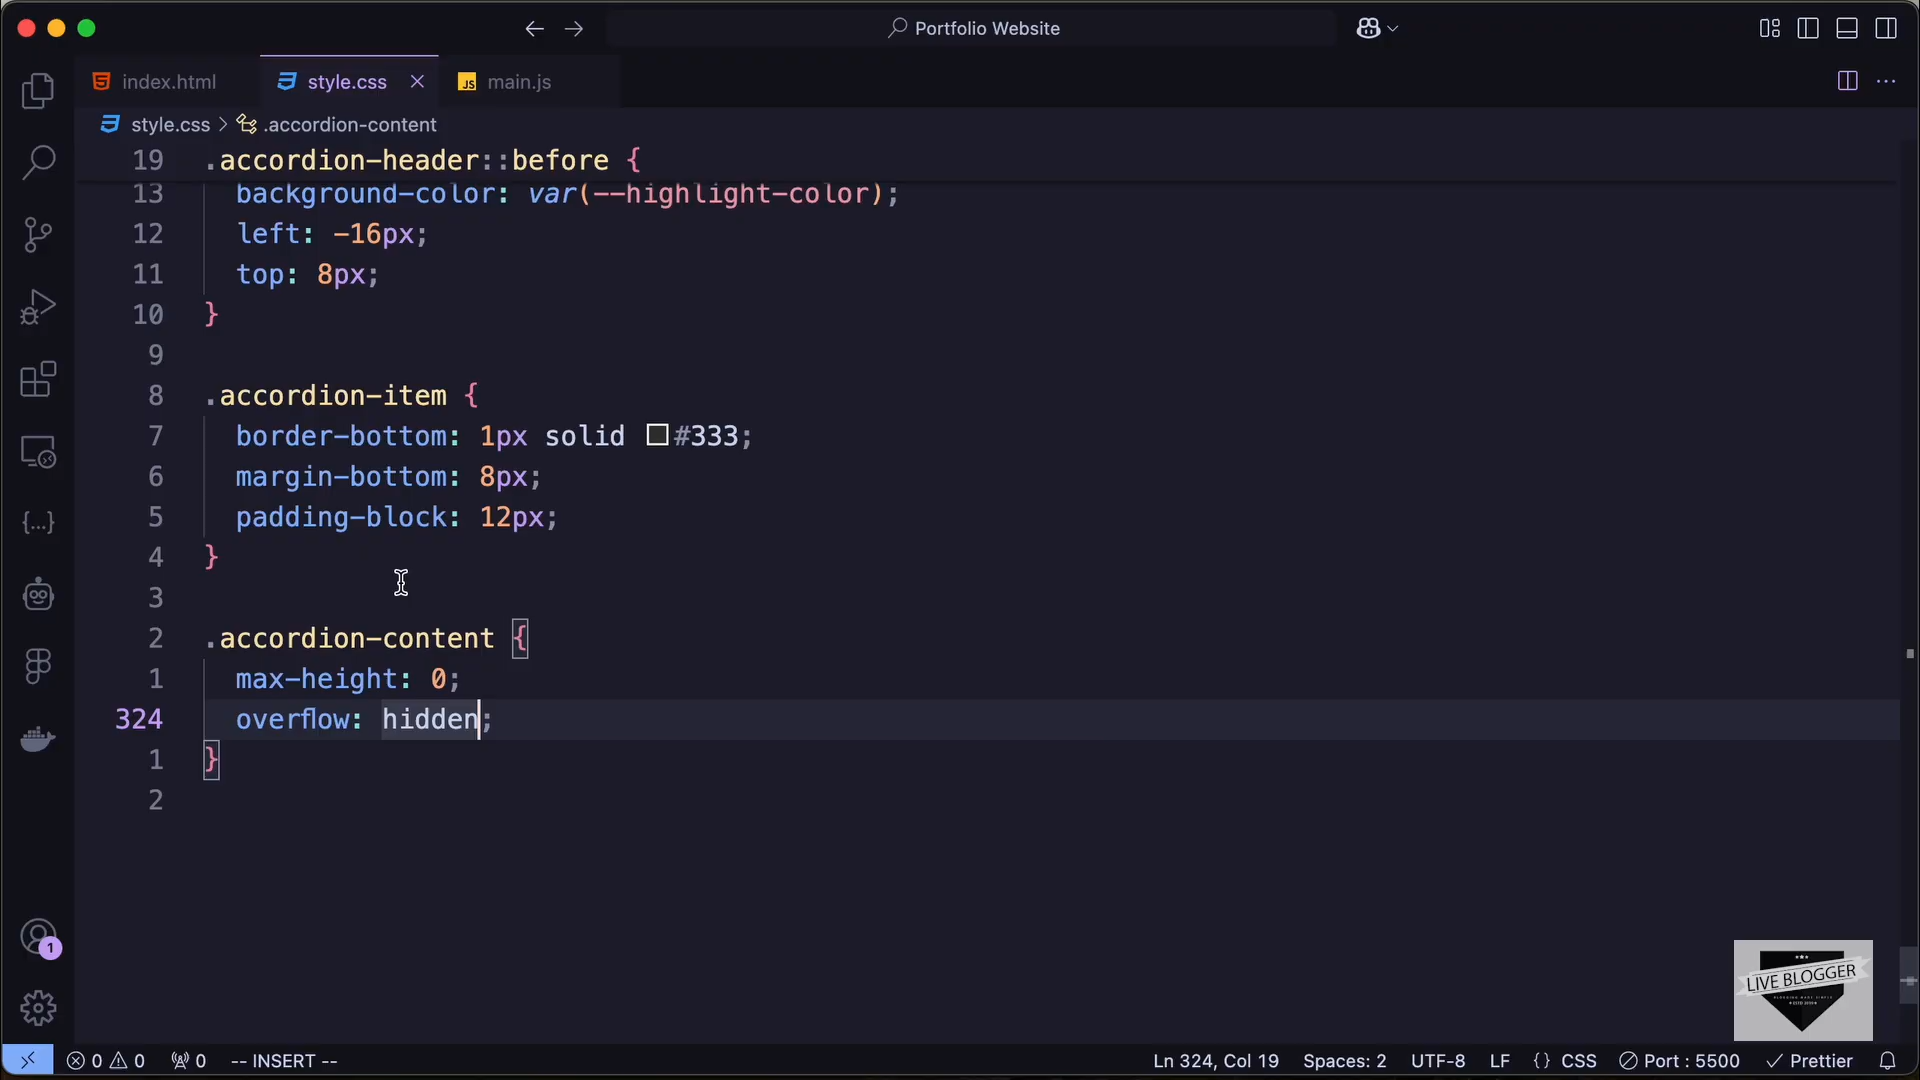 Portfolio Website
index.html
style.css
main.js
style.css > .accordion-content
19 .accordion-header::before {
13 background-color: var(--highlight-color);
12 left: -16px;
11 top: 8px;
10 }
9
8 .accordion-item {
7 border-bottom: 1px solid #333;
6 margin-bottom: 8px;
5 padding-block: 12px;
4 }
3
2 .accordion-content {
1 max-height: 0;
324 overflow: hidden;
1 }
2
1
LIVE BLOGGER
0 0 0 -- INSERT -- Ln 324, Col 19 Spaces: 2 UTF-8 LF {} CSS Port : 5500 Prettier